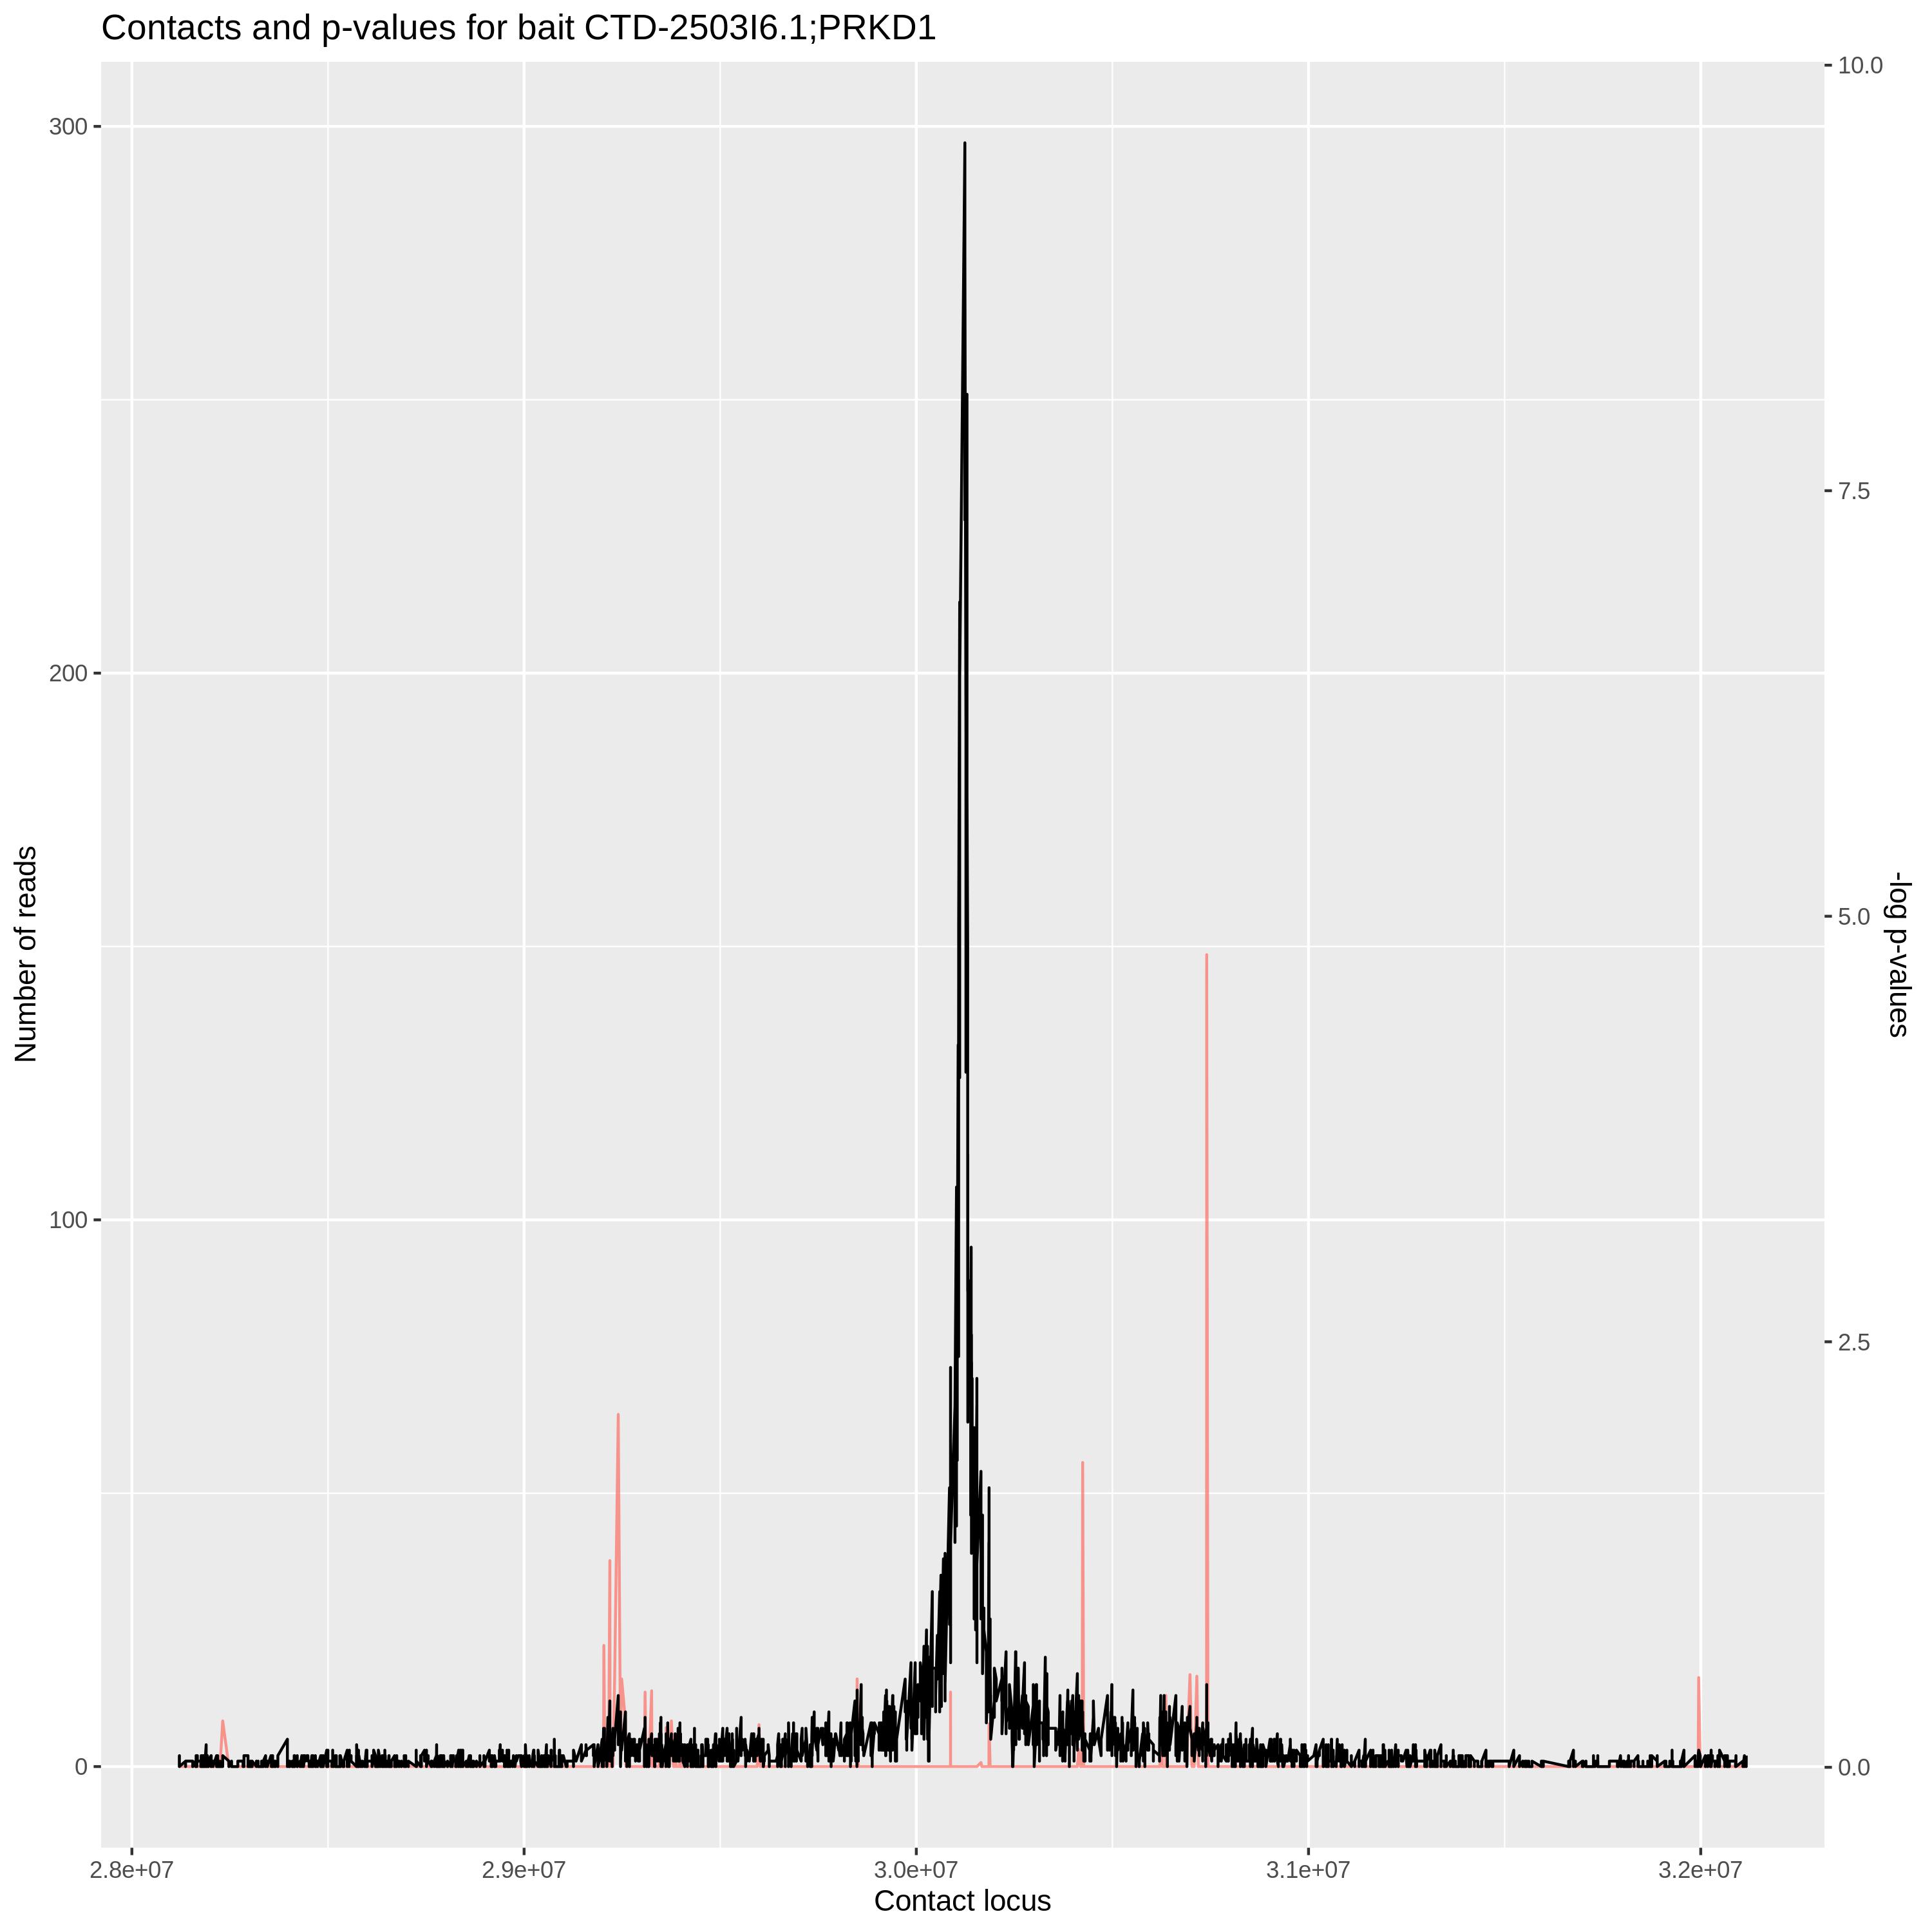 Contacts and p-values for bait CTD-2503I6.1;PRKD1
300
200
100
0
Number of reads
10.0
7.5
5.0
2.5
0.0
-log p-values
2.8e+07
2.9e+07
3.0e+07
3.1e+07
3.2e+07
Contact locus